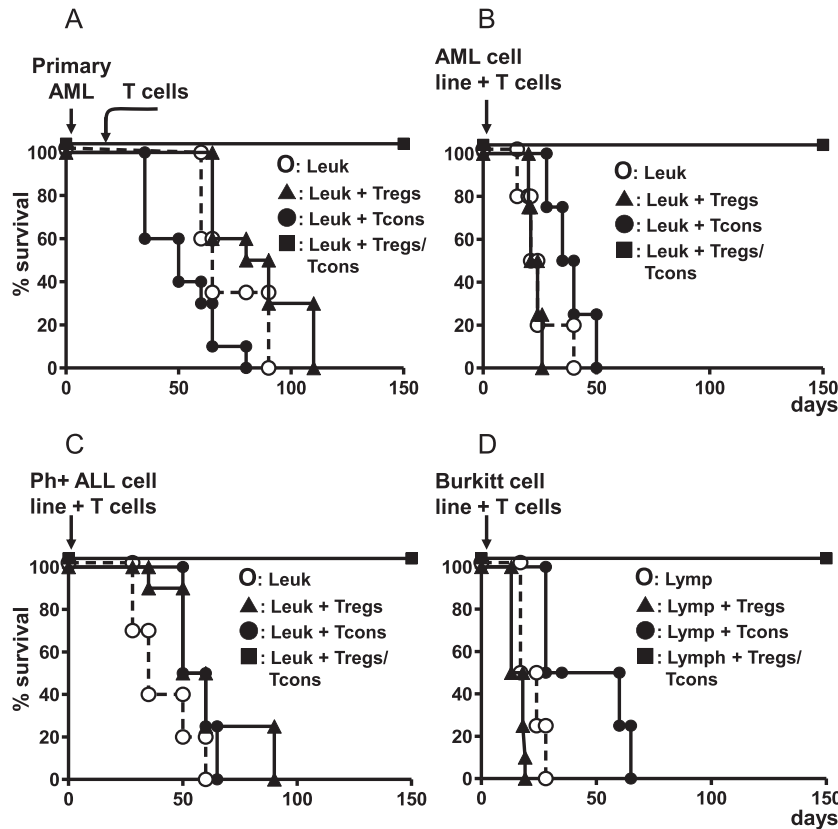 A
Primary
AML
T cells
% survival
100
80
60
40
20
0
0
50
100
150
O: Leuk
: Leuk + Tregs
: Leuk + Tcons
: Leuk + Tregs/
Tcons
B
AML cell
line + T cells
100
80
60
40
20
0
0
50
100
150
days
: Leuk
: Leuk + Tregs
: Leuk + Tcons
: Leuk + Tregs/
Tcons
C
Ph+ ALL cell
line + T cells
% survival
100
80
60
40
20
0
0
50
100
150
O: Leuk
: Leuk + Tregs
: Leuk + Tcons
: Leuk + Tregs/
Tcons
D
Burkitt cell
line + T cells
100
80
60
40
20
0
0
50
100
150
days
O: Lymp
: Lymp + Tregs
: Lymp + Tcons
: Lymph + Tregs/
Tcons